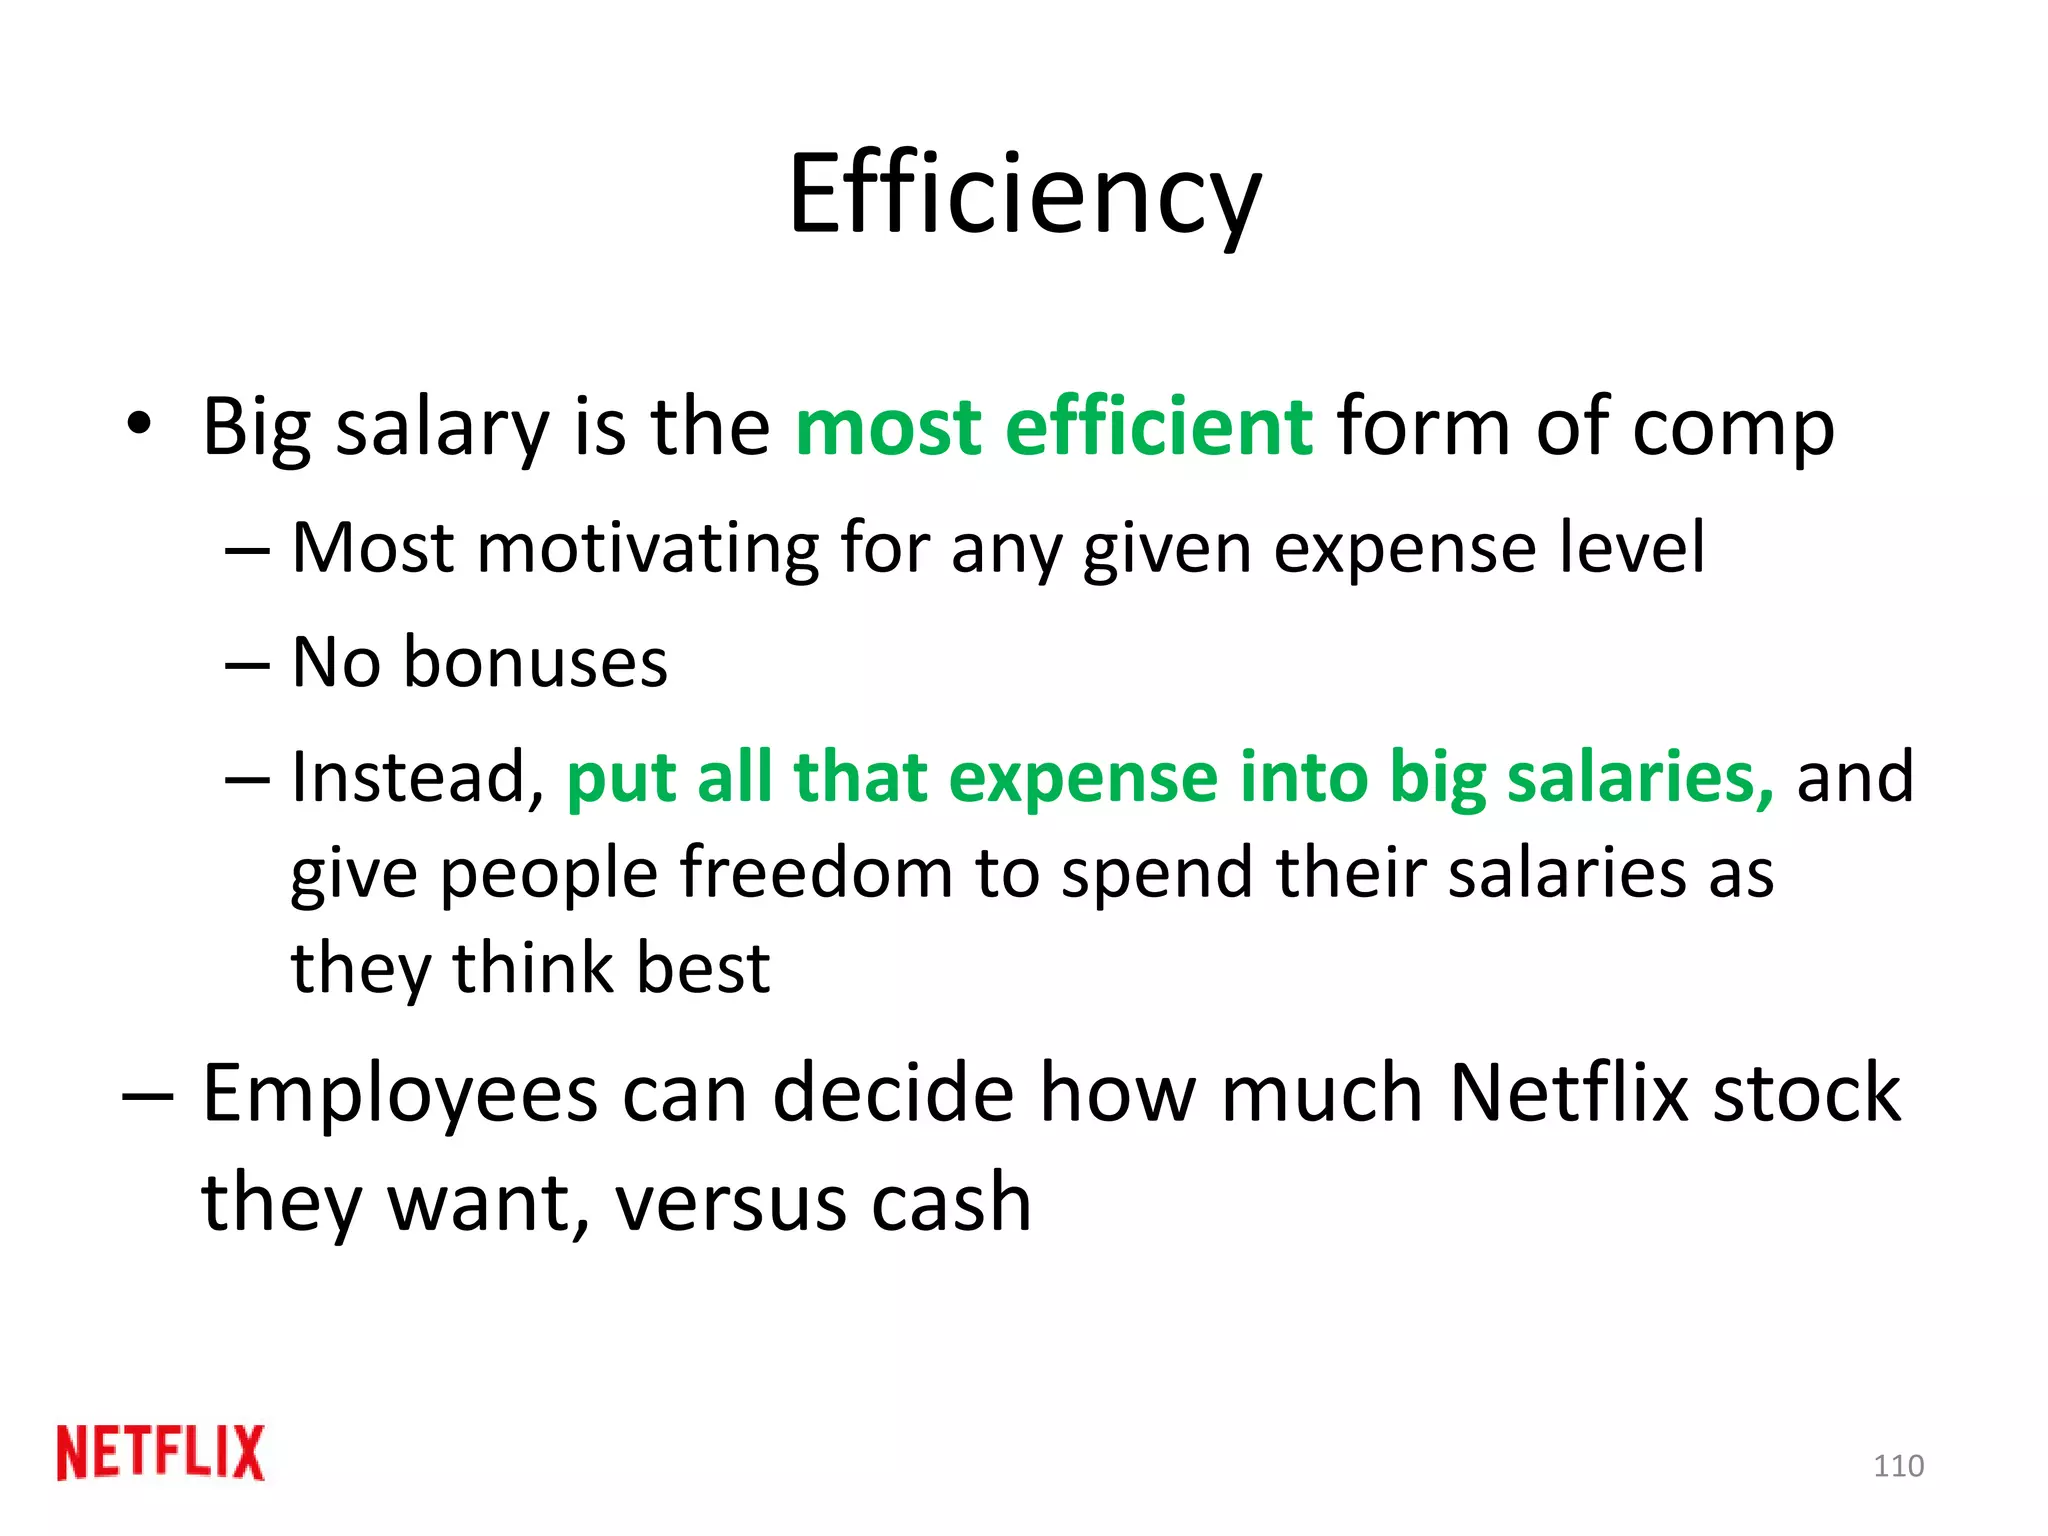 Efficiency
• Big salary is the most efficient form of comp
– Most motivating for any given expense level
– No bonuses
– Instead, put all that expense into big salaries, and
give people freedom to spend their salaries as
they think best
– Employees can decide how much Netflix stock
they want, versus cash
NETFLIX
110